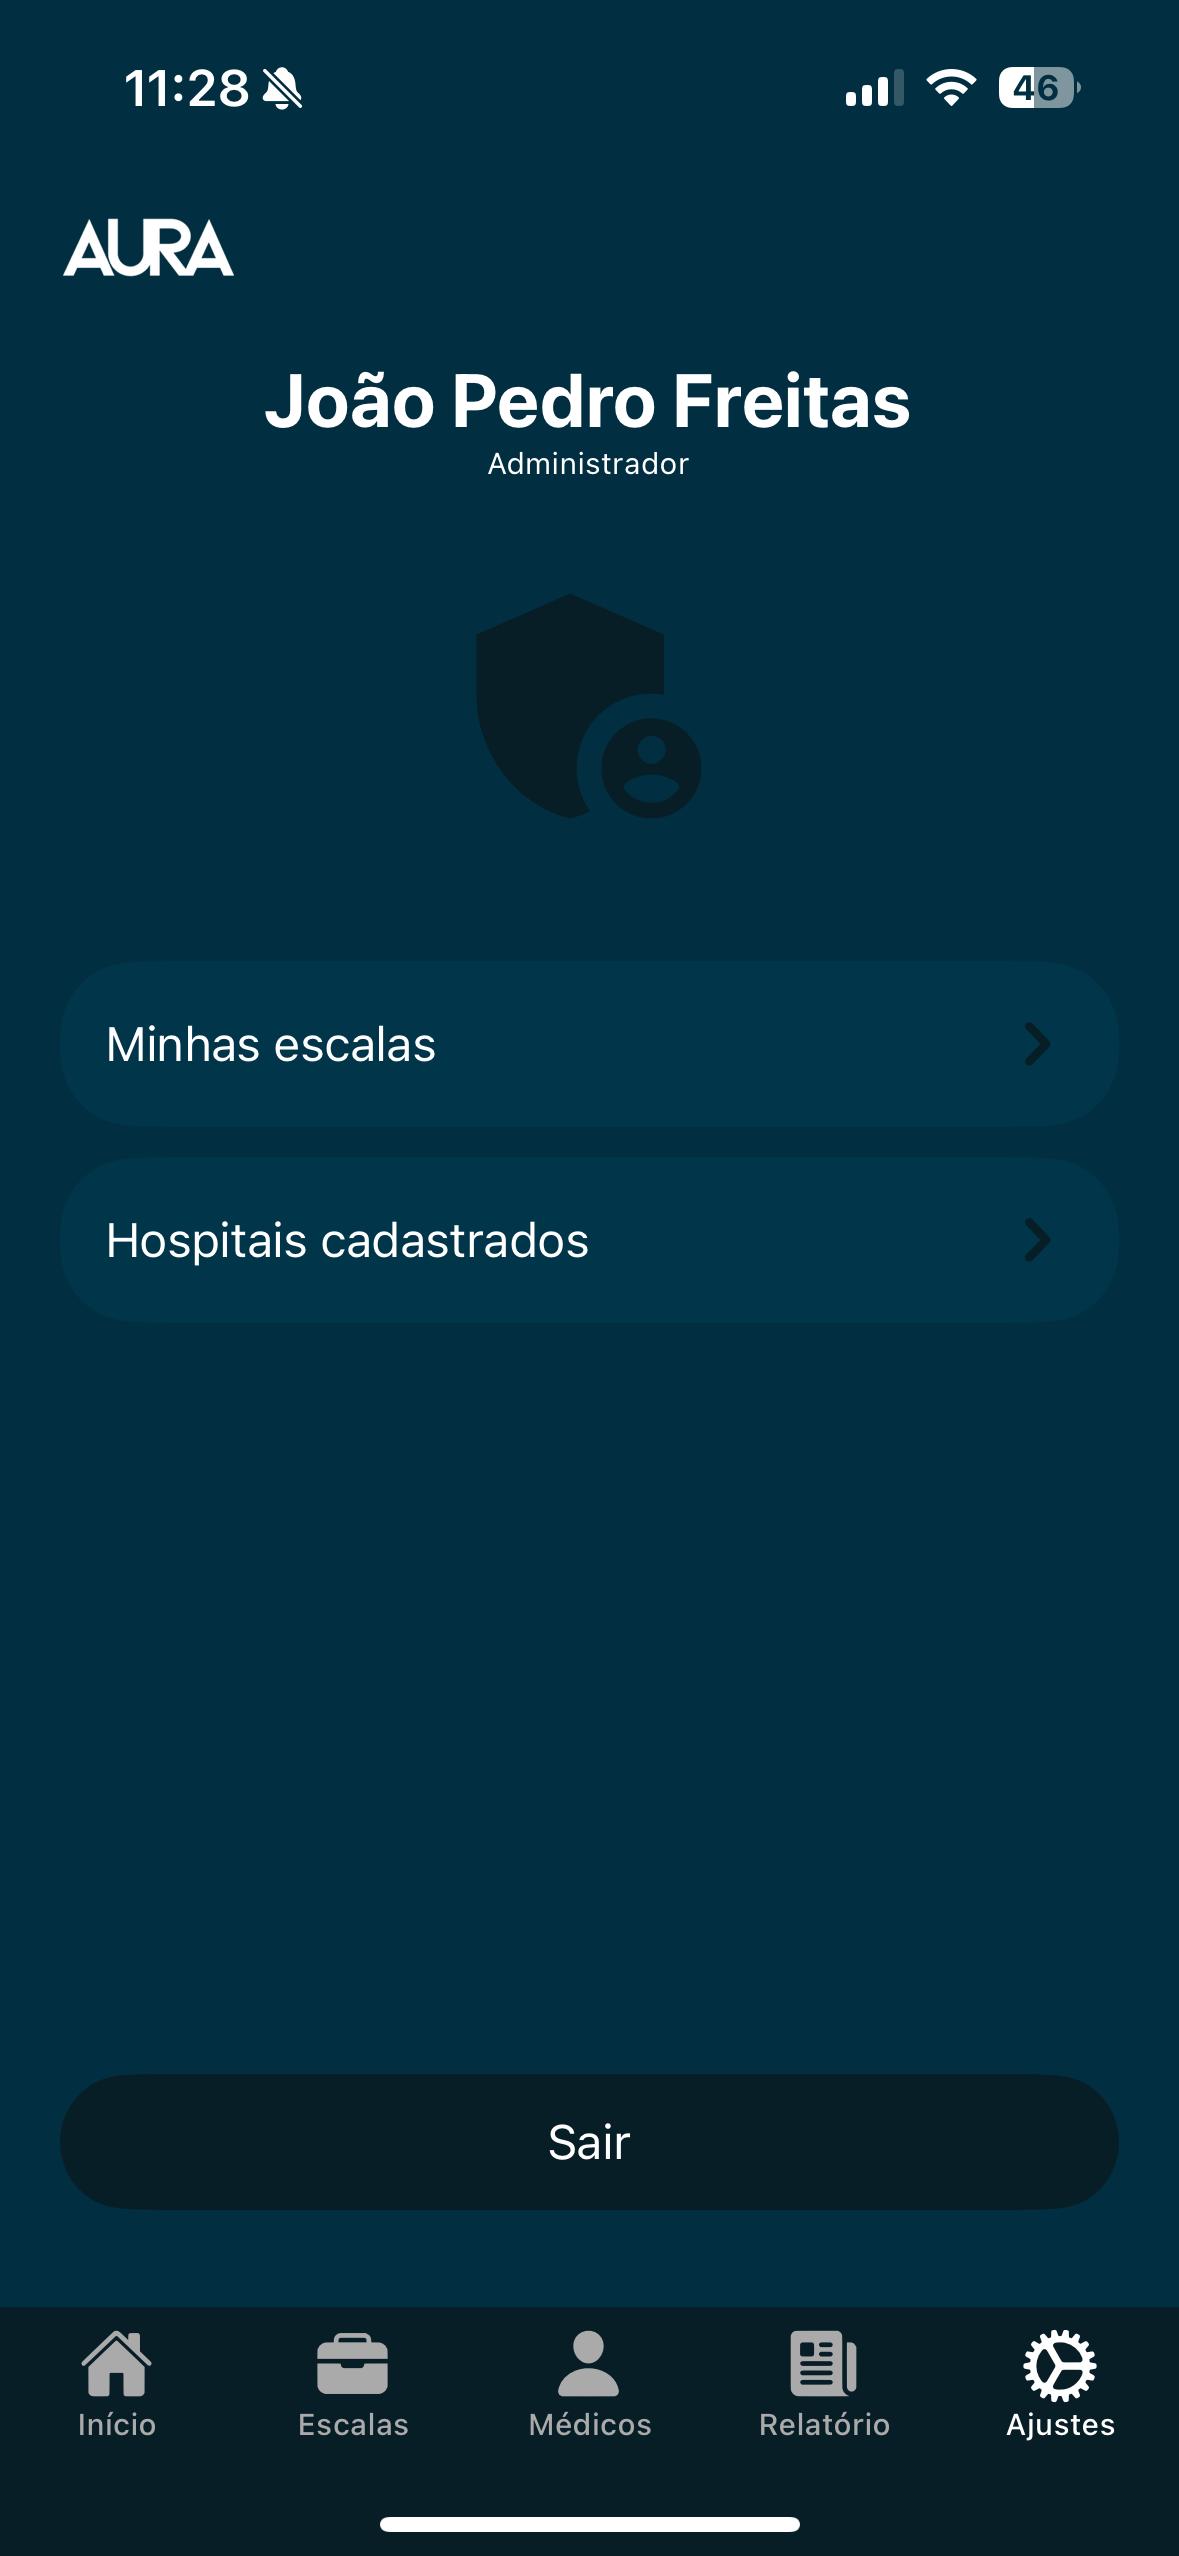 11:28
46
AURA
João Pedro Freitas
Administrador
Minhas escalas
Hospitais cadastrados
Sair
Início
Escalas
Médicos
Relatório
Ajustes